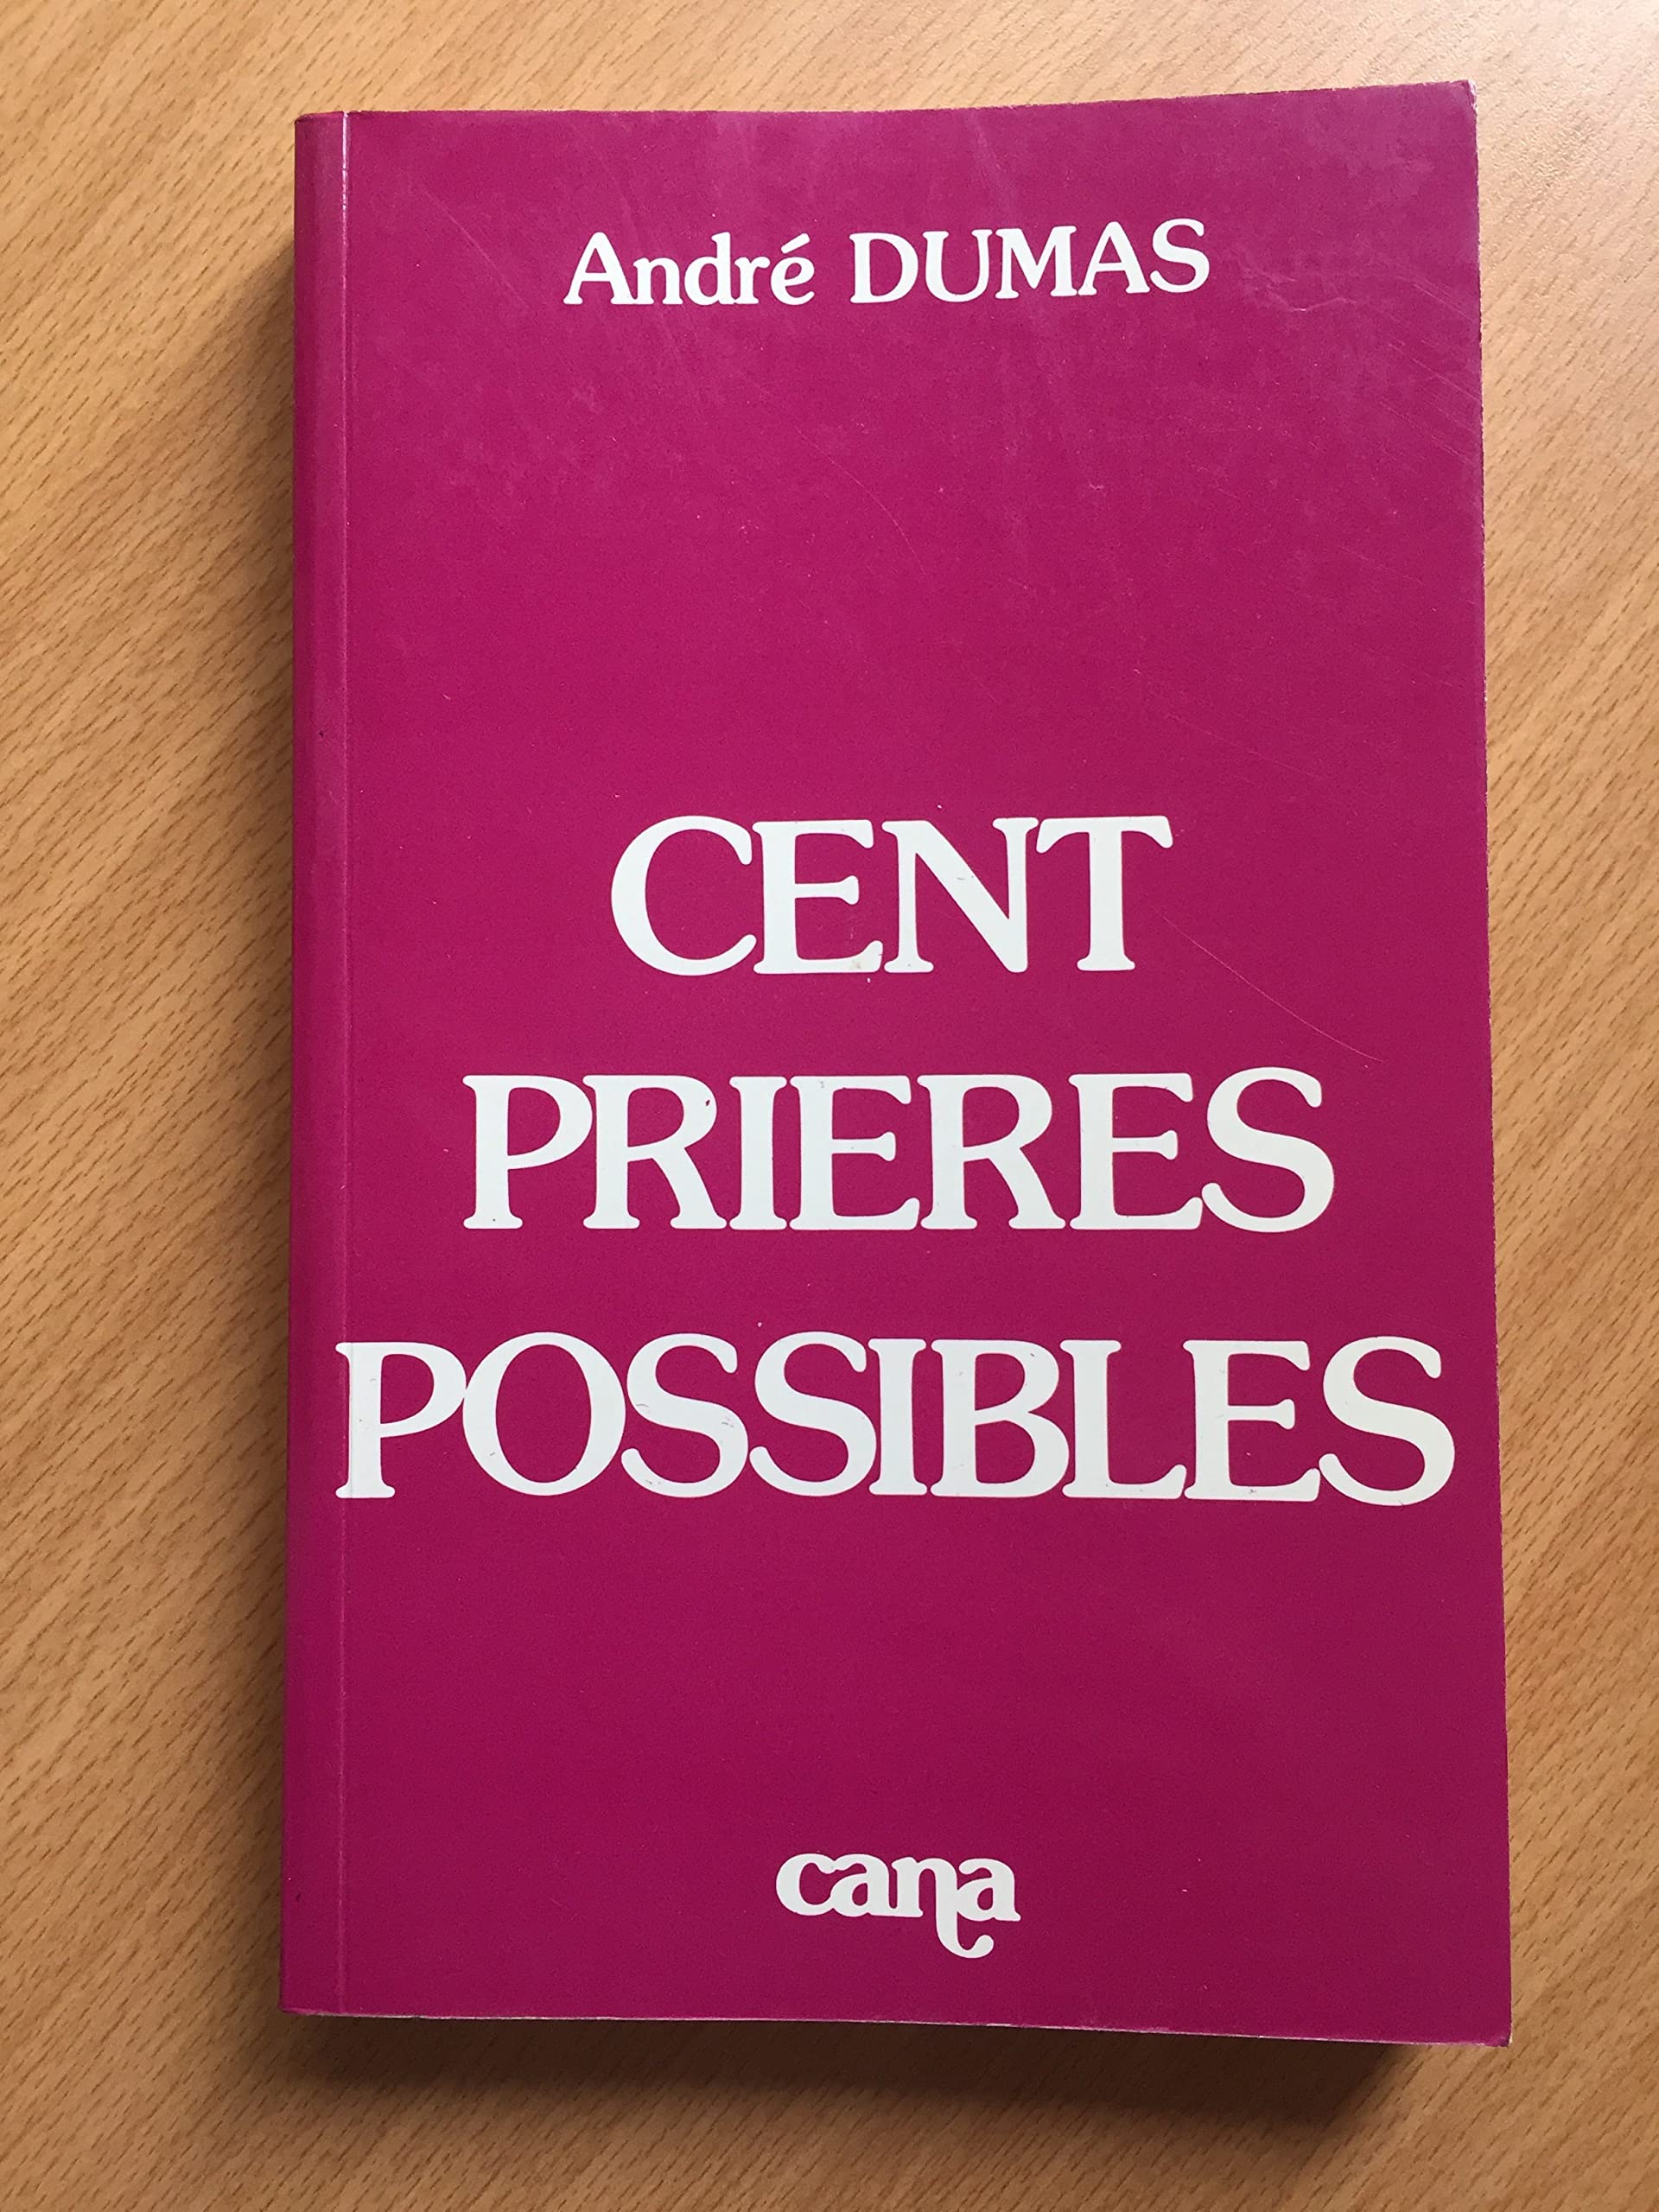 André DUMAS
CENT
PRIERES
POSSIBLES
cana